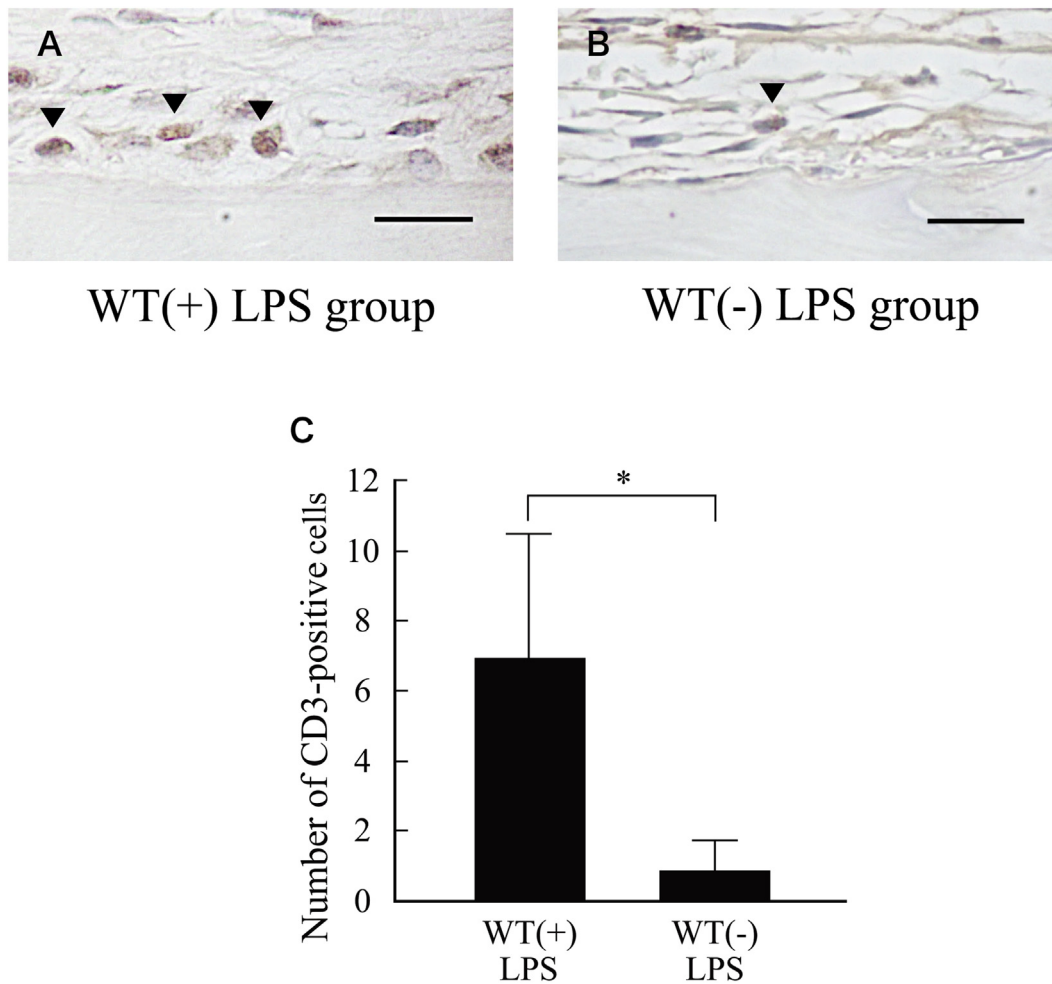 A
B
WT(+) LPS group
WT(-) LPS group
C
Number of CD3-positive cells
12
10
8
6
4
2
0
*
WT(+)
LPS
WT(-)
LPS